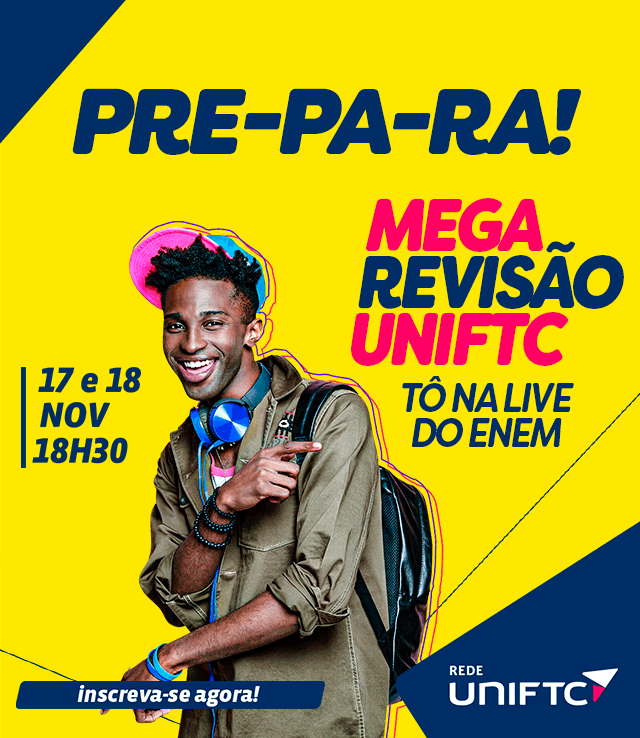 PRE-PA-RA!
MEGA
REVISÃO
UNIFTC
TÔ NA LIVE
DO ENEM
17 e 18
NOV
18H30
inscreva-se agora!
REDE
UNIFTC